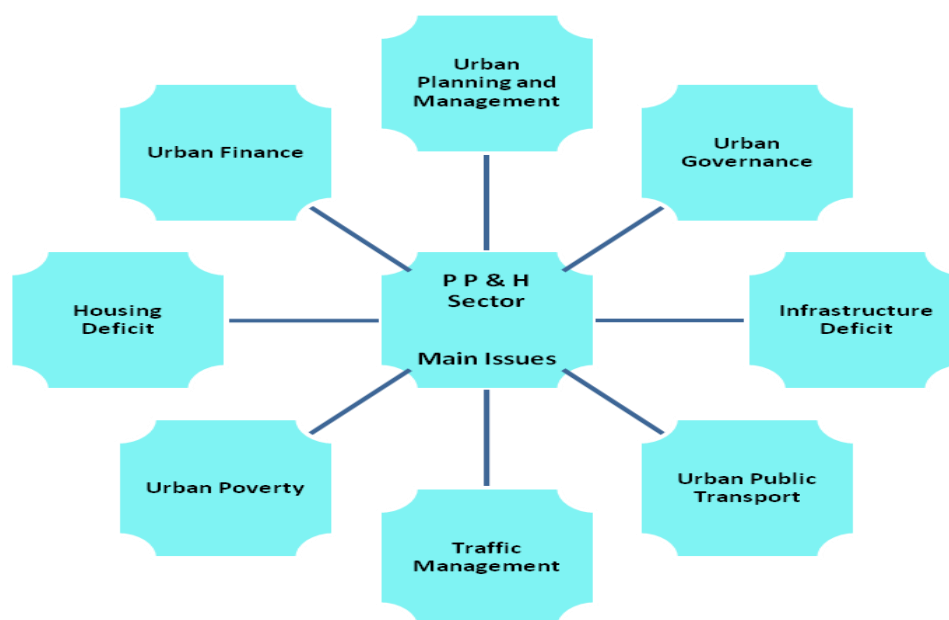 Urban
Planning and
Management
Urban
Governance
Infrastructure
Deficit
Urban Public
Transport
Traffic
Management
Urban Poverty
Housing
Deficit
Urban Finance
P P & H
Sector
Main Issues